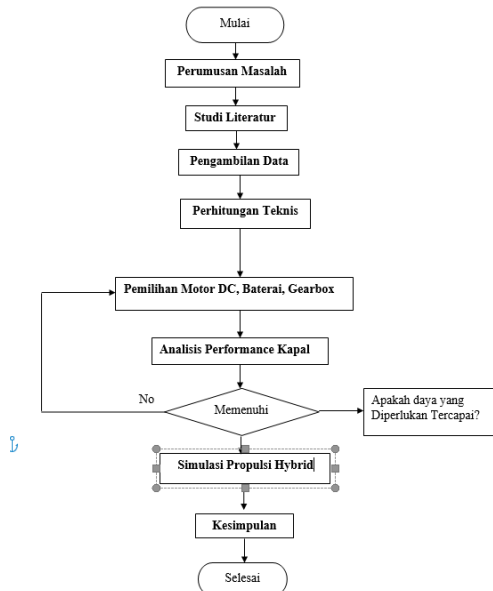 Mulai
Perumusan Masalah
Studi Literatur
Pengambilan Data
Perhitungan Teknis
Pemilihan Motor DC, Baterai, Gearbox
Analisis Performance Kapal
No
Memenuhi
Apakah daya yang
Diperlukan Tercapai?
Simulasi Propulsi Hybrid
Kesimpulan
Selesai